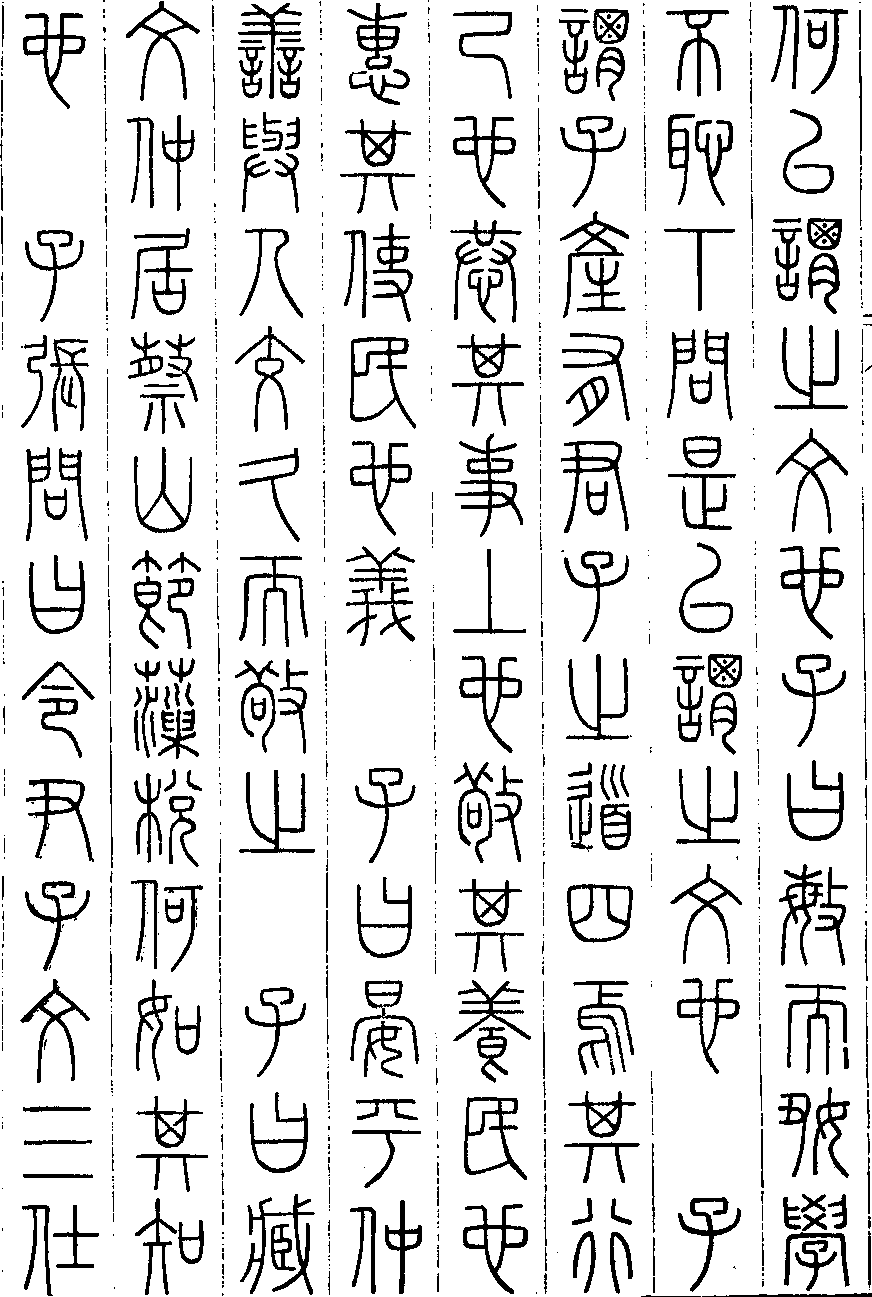 何以謂之文也子曰敏而好學
不恥下問是以謂之文也　子
謂子產有君子之道四焉其行
己也恭其事上也敬其養民也
惠其使民也義　子曰晏平仲
善與人交久而敬之　子曰臧
文仲居蔡山節藻梲何如其知
也　子張問曰令尹子文三仕